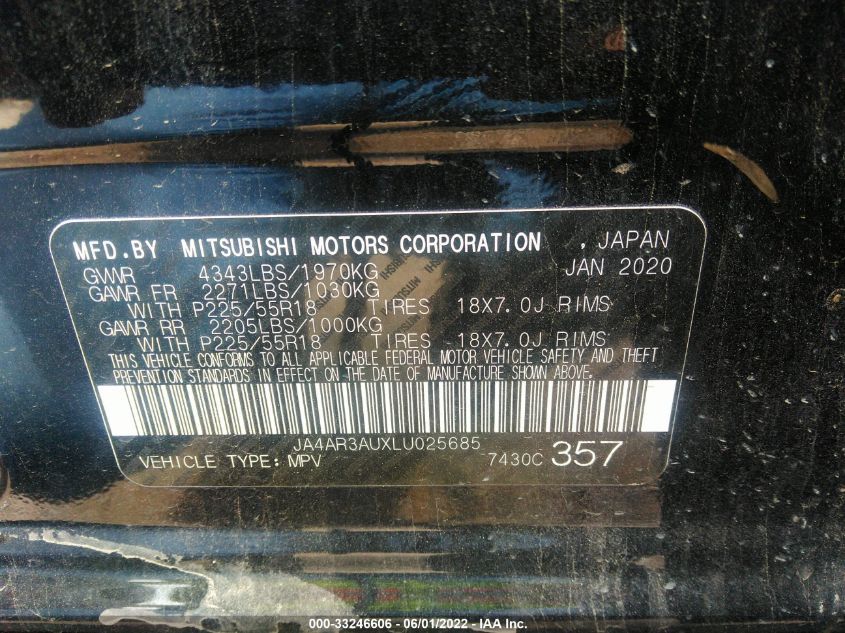 MFD.BY MITSUBISHI MOTORS CORPORATION , JAPAN
GVWR 4343LBS/1970KG JAN 2020
GAWR FR 2271LBS/1030KG
WITH P225/55R18 TIRES 18X7.0J RIMS
GAWR RR 2205LBS/1000KG
WITH P225/55R18 TIRES 18X7.0J RIMS
THIS VEHICLE CONFORMS TO ALL APPLICABLE FEDERAL MOTOR VEHICLE SAFETY AND THEFT
PREVENTION STANDARDS IN EFFECT ON THE DATE OF MANUFACTURE SHOWN ABOVE.
JA4AR3AUXLU025685
VEHICLE TYPE: MPV 7430C 357
000-33246606 - 06/01/2022 - IAA Inc.